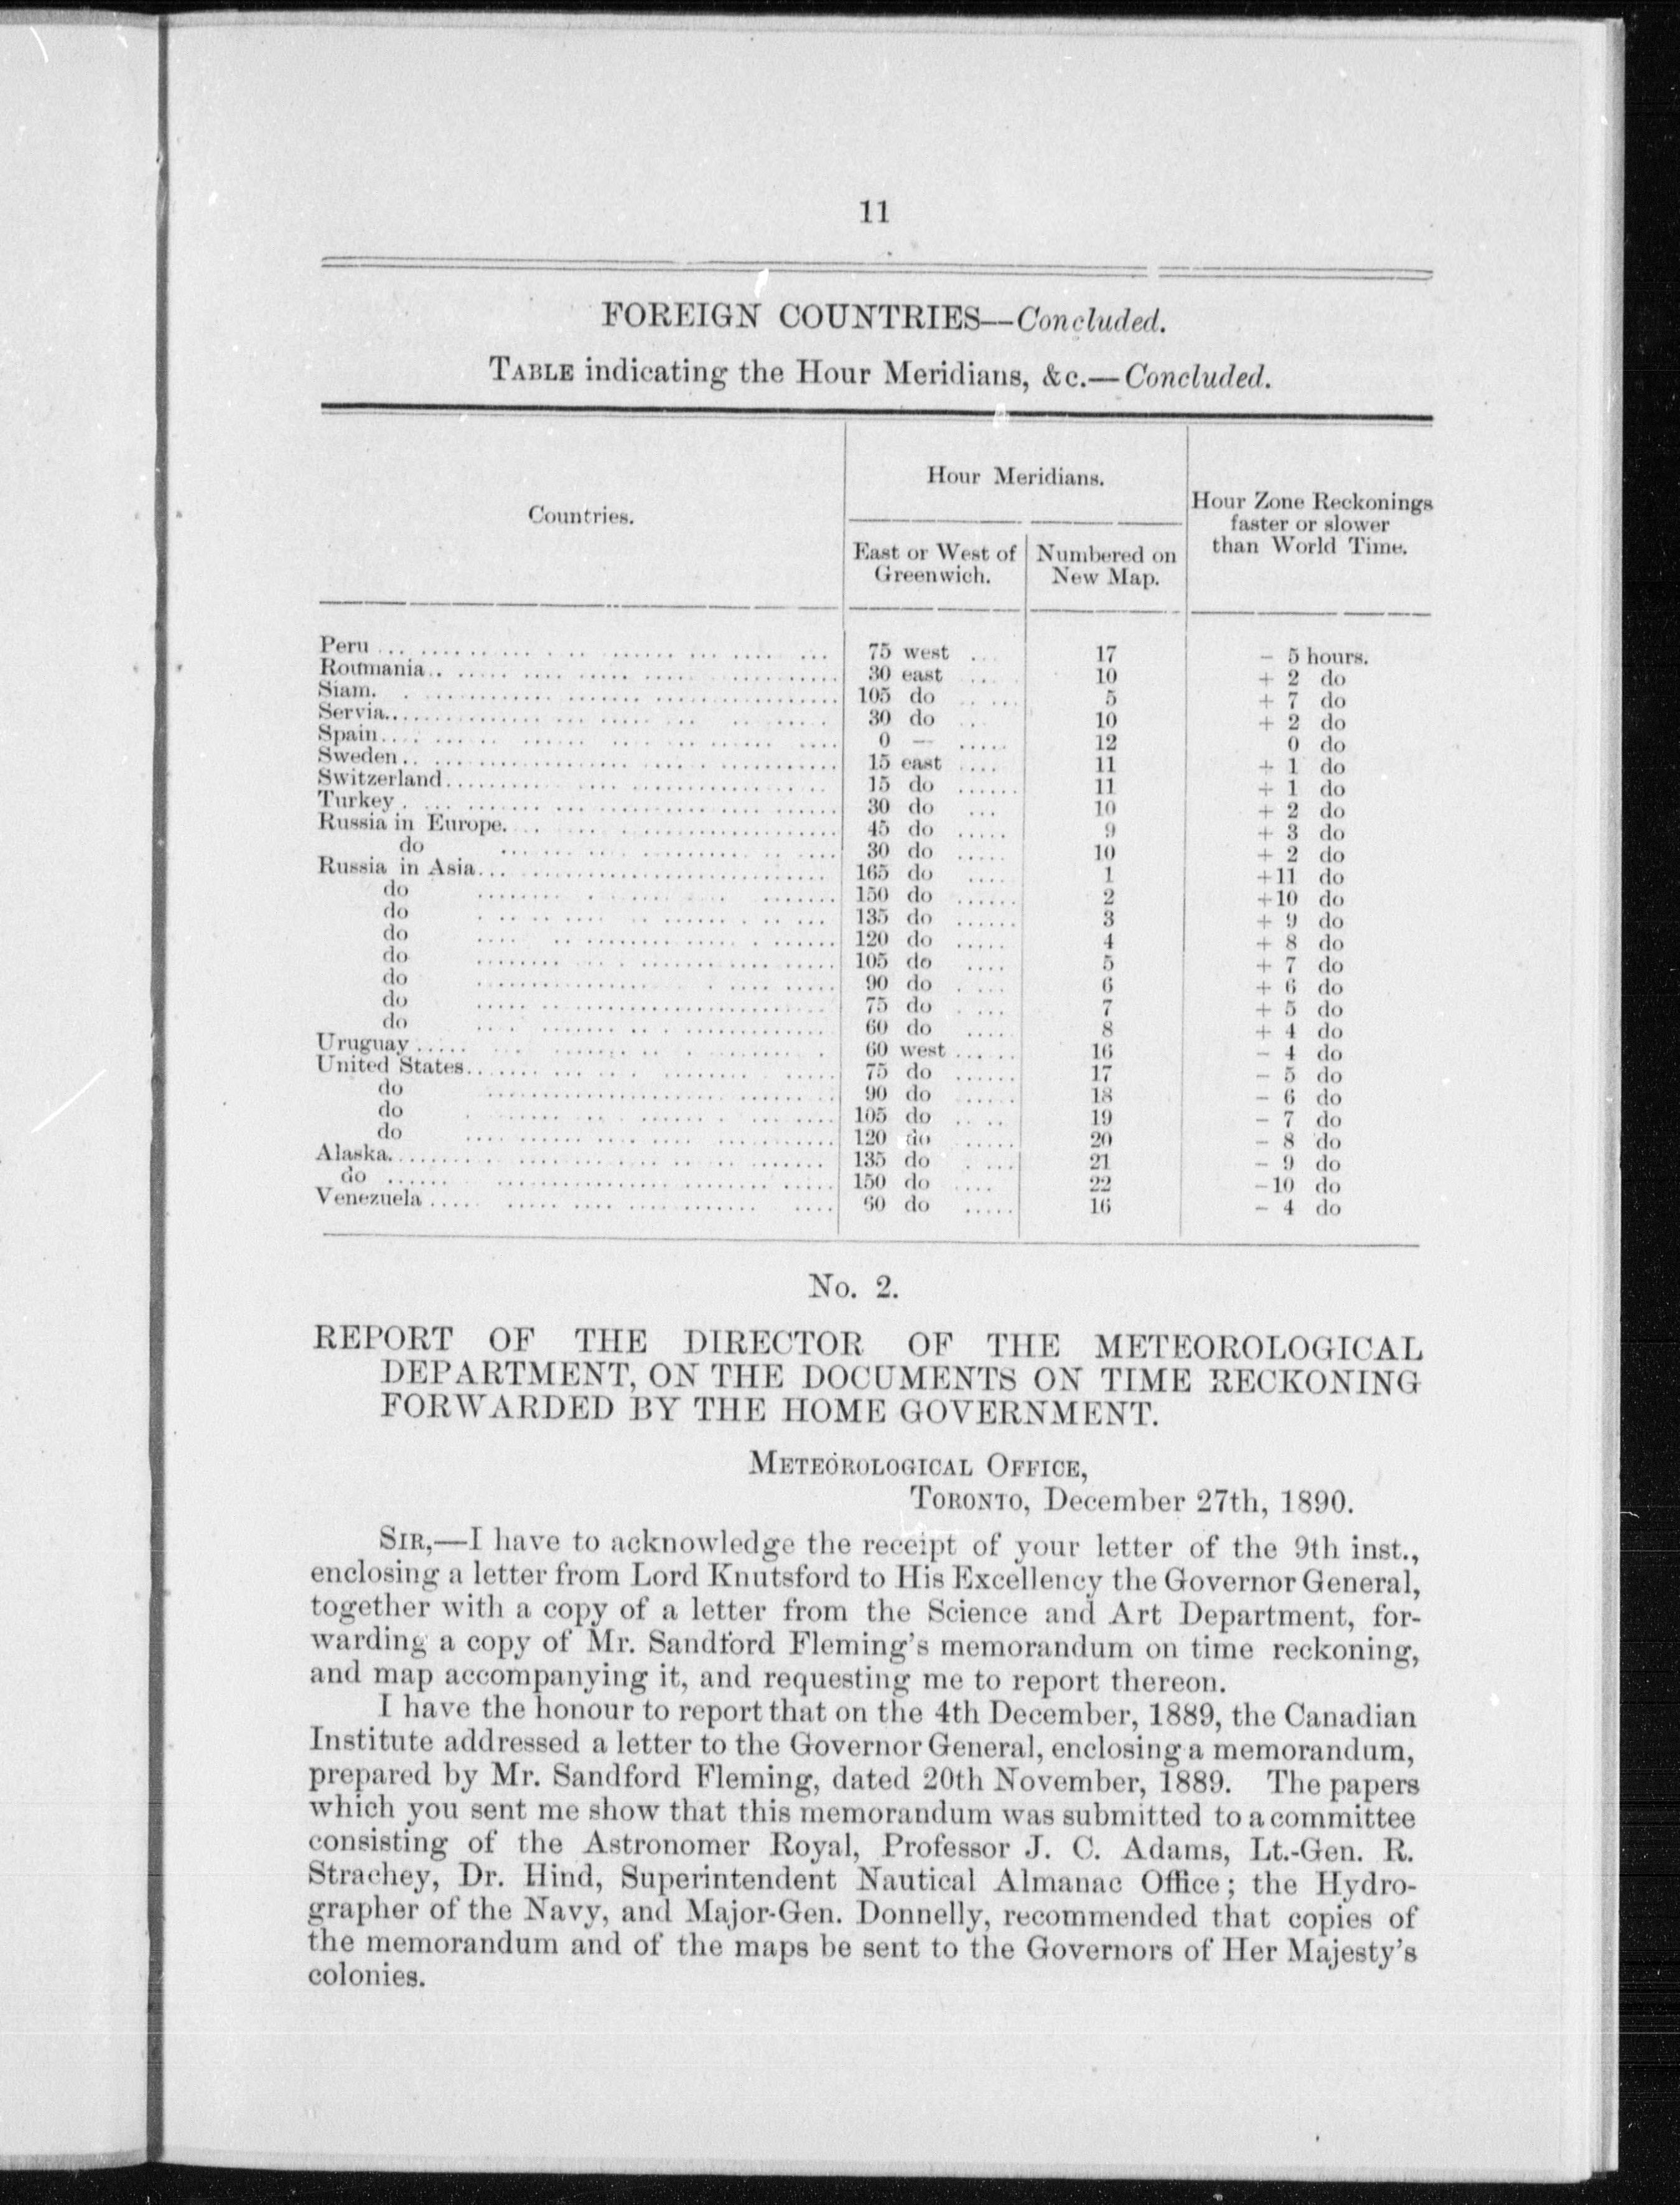 11
FOREIGN COUNTRIES—Concluded.
TABLE indicating the Hour Meridians, &c.—Concluded.
Countries.
Hour Meridians.
East or West of Greenwich.
Numbered on New Map.
Hour Zone Reckonings faster or slower than World Time.
Peru 75 west 17 - 5 hours.
Roumania 30 east 10 + 2 do
Siam. 105 do 5 + 7 do
Servia 30 do 10 + 2 do
Spain 0 — 12 0 do
Sweden 15 east 11 + 1 do
Switzerland 15 do 11 + 1 do
Turkey 30 do 10 + 2 do
Russia in Europe. 45 do 9 + 3 do
do 30 do 10 + 2 do
Russia in Asia 165 do 1 +11 do
do 150 do 2 +10 do
do 135 do 3 + 9 do
do 120 do 4 + 8 do
do 105 do 5 + 7 do
do 90 do 6 + 6 do
do 75 do 7 + 5 do
do 60 do 8 + 4 do
Uruguay 60 west 16 - 4 do
United States 75 do 17 - 5 do
do 90 do 18 - 6 do
do 105 do 19 - 7 do
do 120 do 20 - 8 do
Alaska 135 do 21 - 9 do
do 150 do 22 -10 do
Venezuela 60 do 16 - 4 do
No. 2.
REPORT OF THE DIRECTOR OF THE METEOROLOGICAL
DEPARTMENT, ON THE DOCUMENTS ON TIME RECKONING
FORWARDED BY THE HOME GOVERNMENT.
METEOROLOGICAL OFFICE,
TORONTO, December 27th, 1890.
SIR,—I have to acknowledge the receipt of your letter of the 9th inst.,
enclosing a letter from Lord Knutsford to His Excellency the Governor General,
together with a copy of a letter from the Science and Art Department, for-
warding a copy of Mr. Sandford Fleming's memorandum on time reckoning,
and map accompanying it, and requesting me to report thereon.
I have the honour to report that on the 4th December, 1889, the Canadian
Institute addressed a letter to the Governor General, enclosing a memorandum,
prepared by Mr. Sandford Fleming, dated 20th November, 1889. The papers
which you sent me show that this memorandum was submitted to a committee
consisting of the Astronomer Royal, Professor J. C. Adams, Lt.-Gen. R.
Strachey, Dr. Hind, Superintendent Nautical Almanac Office; the Hydro-
grapher of the Navy, and Major-Gen. Donnelly, recommended that copies of
the memorandum and of the maps be sent to the Governors of Her Majesty's
colonies.